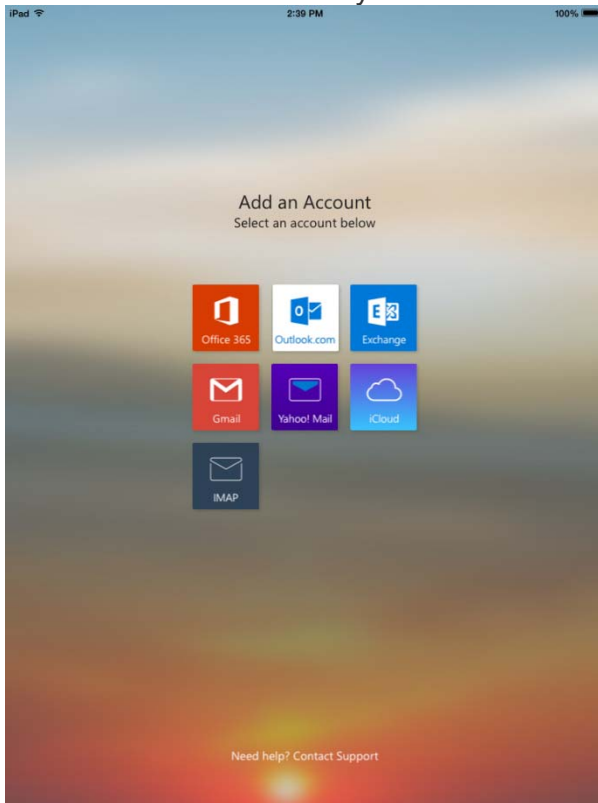 iPad 2:39 PM 100%
Add an Account
Select an account below
Office 365 Outlook.com Exchange
Gmail Yahoo! Mail iCloud
IMAP
Need help? Contact Support